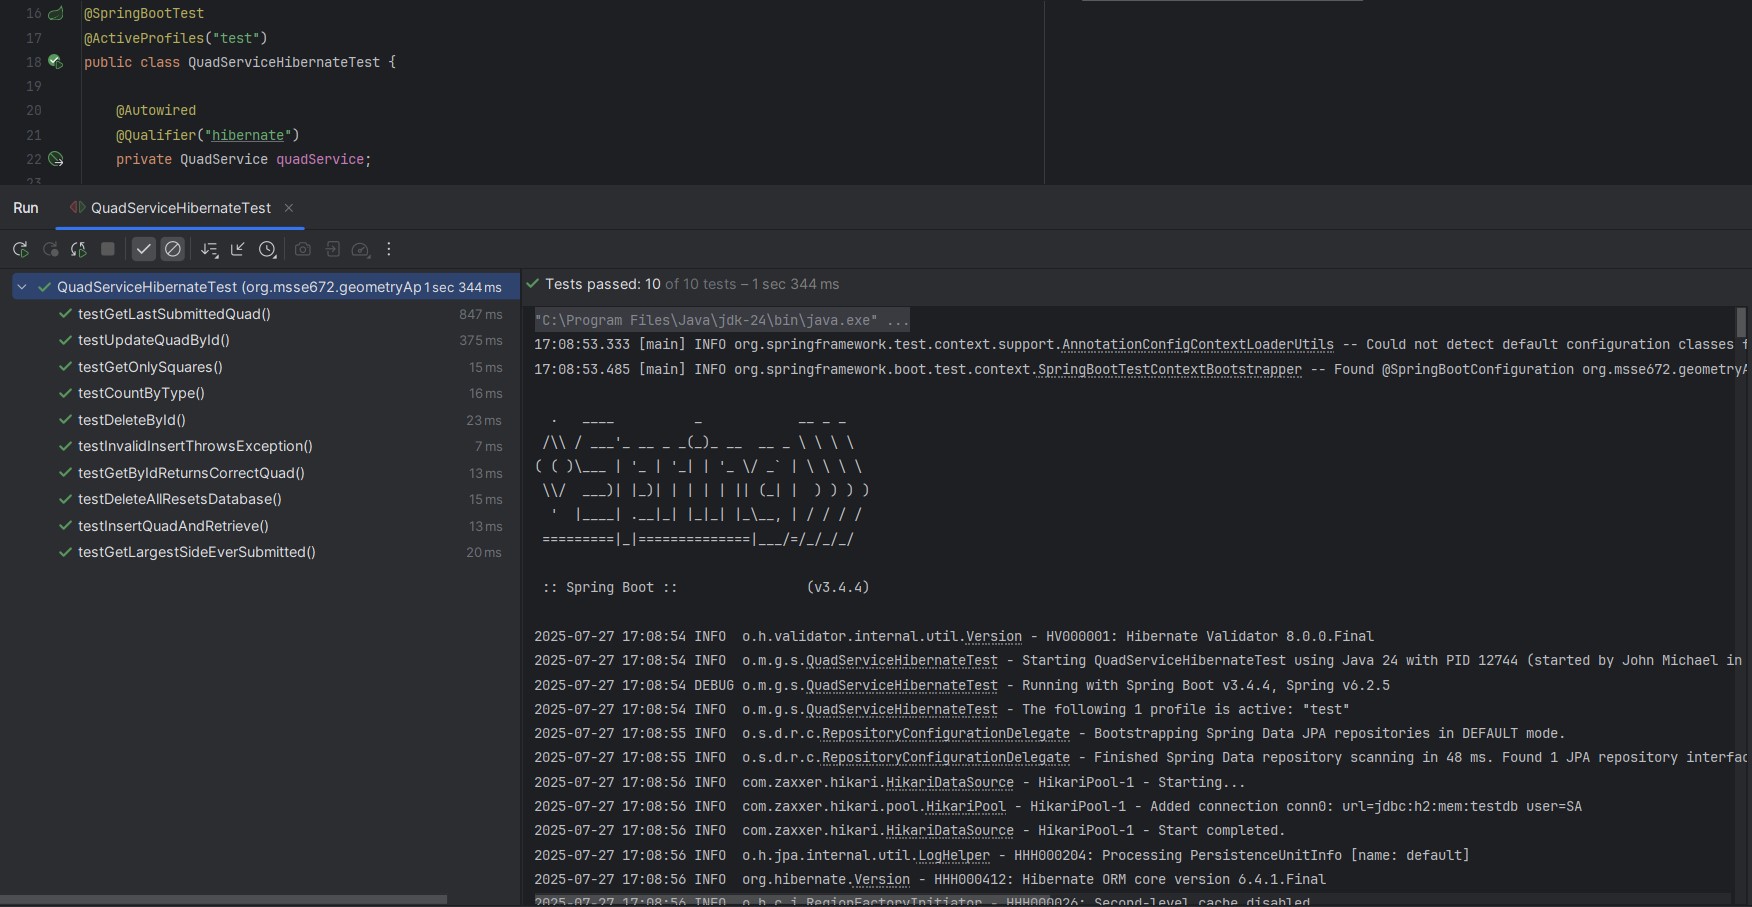 16 @SpringBootTest
17 @ActiveProfiles("test")
18 public class QuadServiceHibernateTest {
19
20 @Autowired
21 @Qualifier("hibernate")
22 private QuadService quadService;
23
Run QuadServiceHibernateTest ×
QuadServiceHibernateTest (org.msse672.geometryAp 1 sec 344 ms
testGetLastSubmittedQuad() 847 ms
testUpdateQuadById() 375 ms
testGetOnlySquares() 15 ms
testCountByType() 16 ms
testDeleteById() 23 ms
testInvalidInsertThrowsException() 7 ms
testGetByIdReturnsCorrectQuad() 13 ms
testDeleteAllResetsDatabase() 15 ms
testInsertQuadAndRetrieve() 13 ms
testGetLargestSideEverSubmitted() 20 ms
Tests passed: 10 of 10 tests – 1 sec 344 ms
"C:\Program Files\Java\jdk-24\bin\java.exe" ...
17:08:53.333 [main] INFO org.springframework.test.context.support.AnnotationConfigContextLoaderUtils -- Could not detect default configuration classes f
17:08:53.485 [main] INFO org.springframework.boot.test.context.SpringBootTestContextBootstrapper -- Found @SpringBootConfiguration org.msse672.geometryA
  .   ____          _            __ _ _
 /\\ / ___'_ __ _ _(_)_ __  __ _ \ \ \ \
( ( )\___ | '_ | '_| | '_ \/ _` | \ \ \ \
 \\/  ___)| |_)| | | | | || (_| |  ) ) ) )
  '  |____| .__|_| |_|_| |_\__, | / / / /
 =========|_|==============|___/=/_/_/_/
:: Spring Boot ::                (v3.4.4)
2025-07-27 17:08:54 INFO  o.h.validator.internal.util.Version - HV000001: Hibernate Validator 8.0.0.Final
2025-07-27 17:08:54 INFO  o.m.g.s.QuadServiceHibernateTest - Starting QuadServiceHibernateTest using Java 24 with PID 12744 (started by John Michael in
2025-07-27 17:08:54 DEBUG o.m.g.s.QuadServiceHibernateTest - Running with Spring Boot v3.4.4, Spring v6.2.5
2025-07-27 17:08:54 INFO  o.m.g.s.QuadServiceHibernateTest - The following 1 profile is active: "test"
2025-07-27 17:08:55 INFO  o.s.d.r.c.RepositoryConfigurationDelegate - Bootstrapping Spring Data JPA repositories in DEFAULT mode.
2025-07-27 17:08:55 INFO  o.s.d.r.c.RepositoryConfigurationDelegate - Finished Spring Data repository scanning in 48 ms. Found 1 JPA repository interfac
2025-07-27 17:08:56 INFO  com.zaxxer.hikari.HikariDataSource - HikariPool-1 - Starting...
2025-07-27 17:08:56 INFO  com.zaxxer.hikari.pool.HikariPool - HikariPool-1 - Added connection conn0: url=jdbc:h2:mem:testdb user=SA
2025-07-27 17:08:56 INFO  com.zaxxer.hikari.HikariDataSource - HikariPool-1 - Start completed.
2025-07-27 17:08:56 INFO  o.h.jpa.internal.util.LogHelper - HHH000204: Processing PersistenceUnitInfo [name: default]
2025-07-27 17:08:56 INFO  org.hibernate.Version - HHH000412: Hibernate ORM core version 6.4.1.Final
2025-07-27 17:08:56 INFO  o.h.c.i.RegionFactoryInitiator - HHH000026: Second-level cache disabled